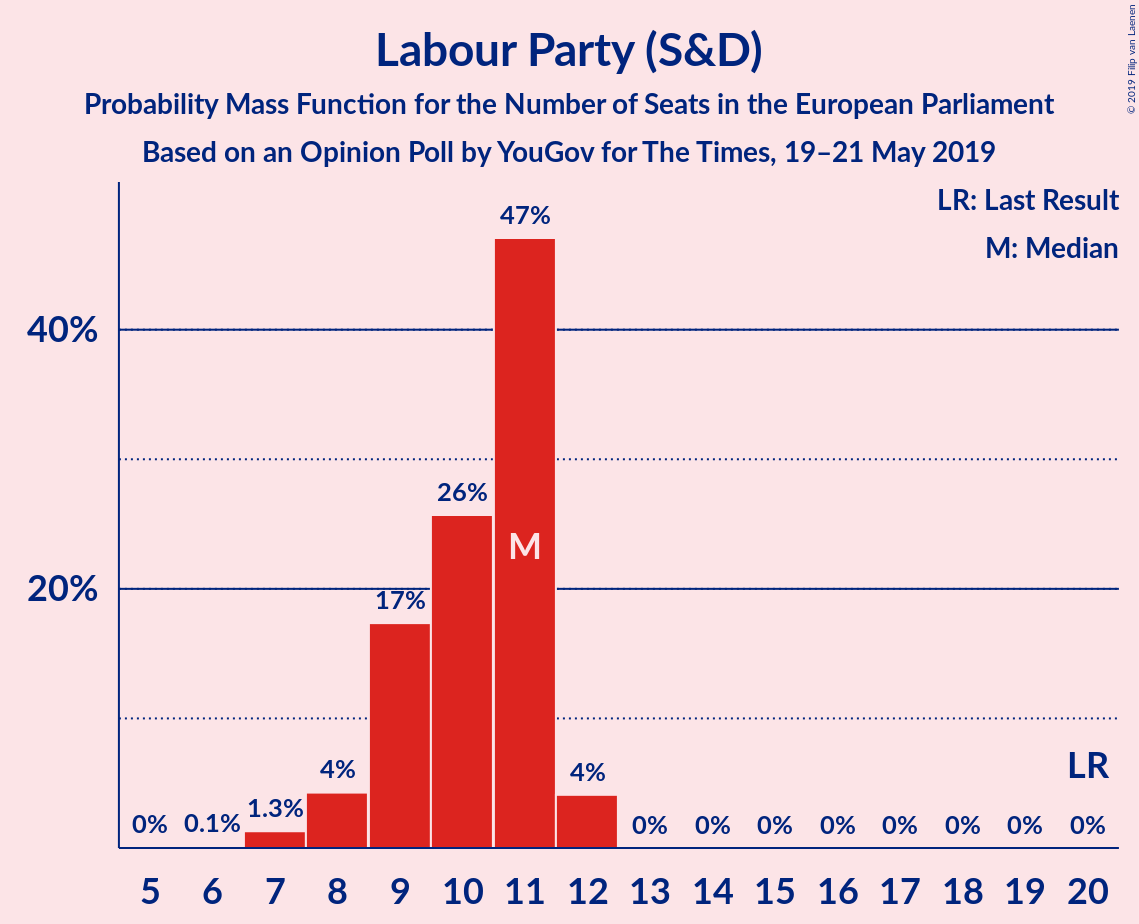 Labour Party (S&D)
Probability Mass Function for the Number of Seats in the European Parliament
Based on an Opinion Poll by YouGov for The Times, 19–21 May 2019
© 2019 Filip van Laenen
LR: Last Result
M: Median
40%
20%
0%
0.1%
1.3%
4%
17%
26%
47%
M
4%
0%
0%
0%
0%
0%
0%
0%
0%
LR
5 6 7 8 9 10 11 12 13 14 15 16 17 18 19 20